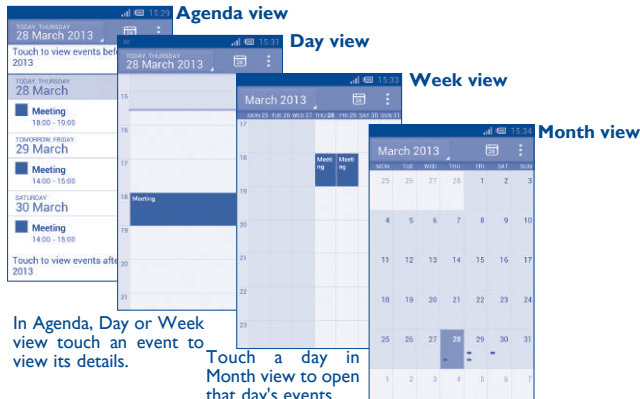 15:29
Agenda view
TODAY, THURSDAY
28 March 2013
Touch to view events bef
2013
TODAY, THURSDAY
28 March
Meeting
18:00 - 19:00
TOMORROW, FRIDAY
29 March
Meeting
14:00 - 15:00
SATURDAY
30 March
Meeting
14:00 - 15:00
Touch to view events afte
2013
15:31
Day view
TODAY, THURSDAY
28 March 2013
15
16
17
18 Meeting
19
20
21
15:33
Week view
March 2013
MON 25 TUE 26 WED 27 THU 28 FRI 29 SAT 30 SUN 31
17
18
Meeti
ng
Meeti
ng
19
20
21
22
23
15:34
Month view
March 2013
MON TUE WED THU FRI SAT SUN
25 26 27 28 1 2 3
4 5 6 7 8 9 10
11 12 13 14 15 16 17
18 19 20 21 22 23 24
25 26 27 28 29 30 31
1 2 3 4 5 6 7
In Agenda, Day or Week
view touch an event to
view its details.
Touch a day in
Month view to open
that day's events